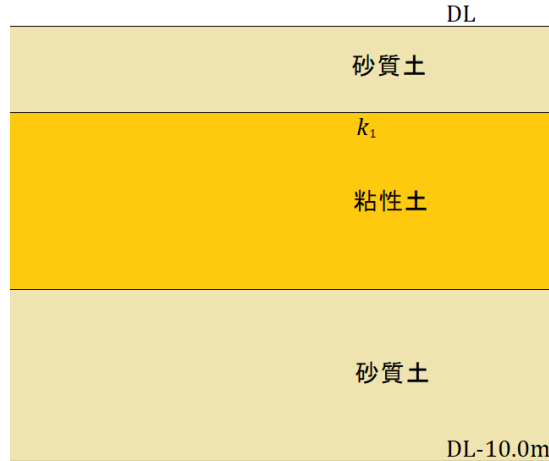 DL
砂質土
k₁
粘性土
砂質土
DL-10.0m